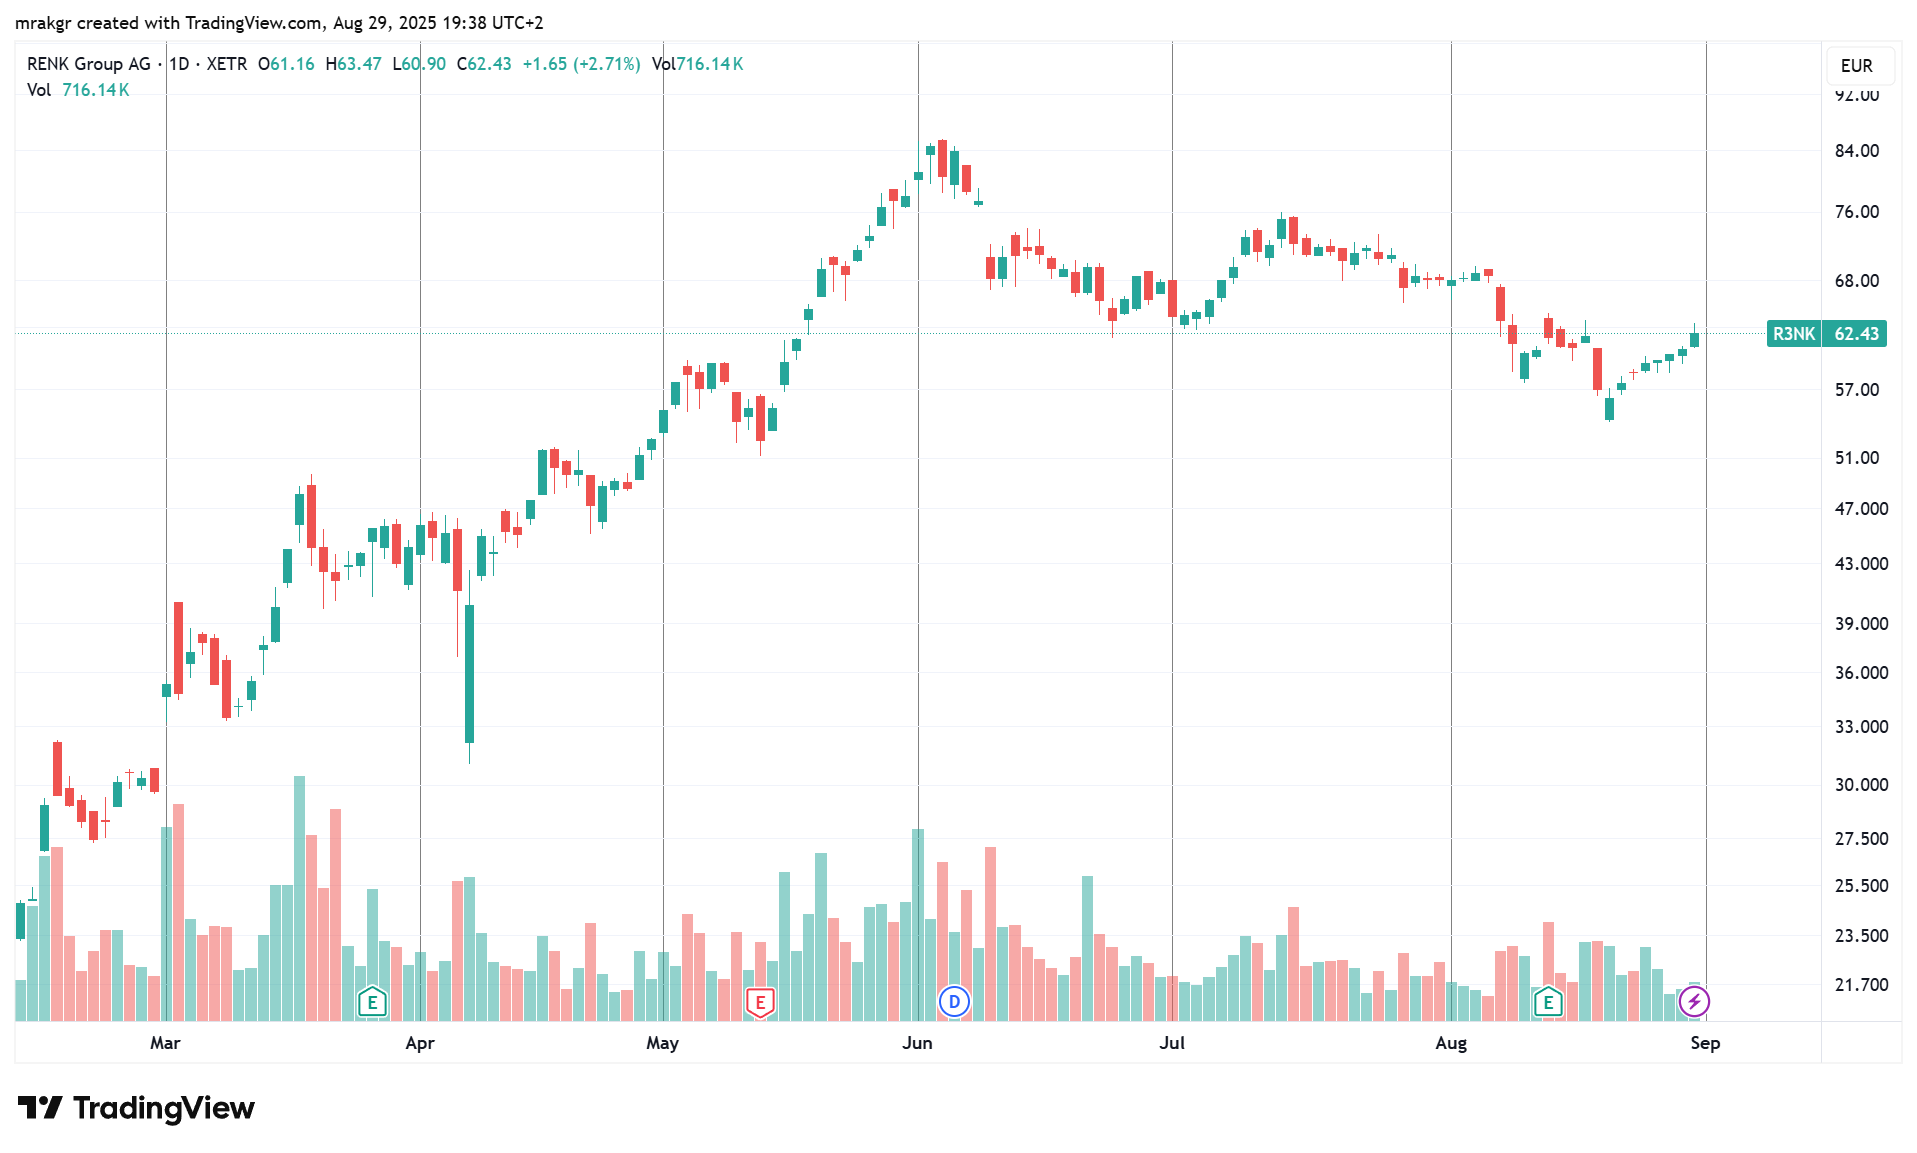 mrakgr created with TradingView.com, Aug 29, 2025 19:38 UTC+2
RENK Group AG · 1D · XETR O61.16 H63.47 L60.90 C62.43 +1.65 (+2.71%) Vol716.14K
Vol 716.14K
EUR
92.00
84.00
76.00
68.00
R3NK 62.43
57.00
51.00
47.000
43.000
39.000
36.000
33.000
30.000
27.500
25.500
23.500
21.700
E E D E
Mar Apr May Jun Jul Aug Sep
TradingView